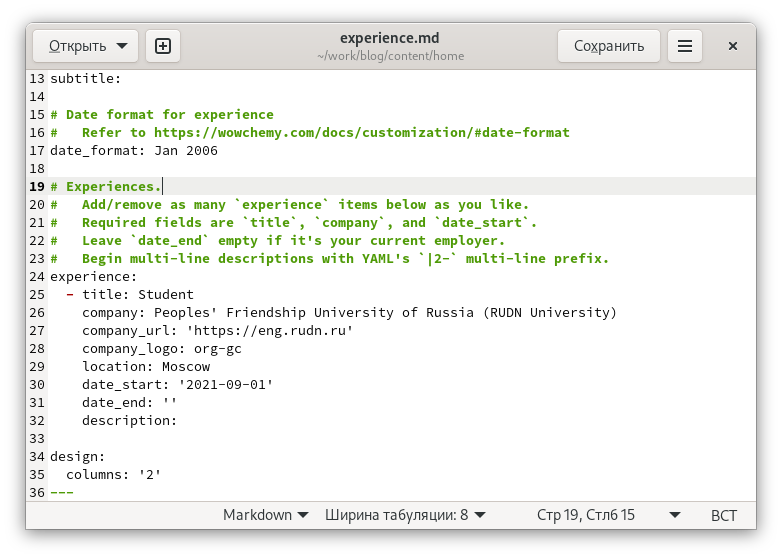 Открыть
experience.md
~/work/blog/content/home
Сохранить
13 subtitle:
14
15 # Date format for experience
16 #   Refer to https://wowchemy.com/docs/customization/#date-format
17 date_format: Jan 2006
18
19 # Experiences.
20 #   Add/remove as many `experience` items below as you like.
21 #   Required fields are `title`, `company`, and `date_start`.
22 #   Leave `date_end` empty if it's your current employer.
23 #   Begin multi-line descriptions with YAML's `|2-` multi-line prefix.
24 experience:
25   - title: Student
26     company: Peoples' Friendship University of Russia (RUDN University)
27     company_url: 'https://eng.rudn.ru'
28     company_logo: org-gc
29     location: Moscow
30     date_start: '2021-09-01'
31     date_end: ''
32     description:
33
34 design:
35   columns: '2'
36 ---
Markdown Ширина табуляции: 8 Стр 19, Стлб 15 ВСТ